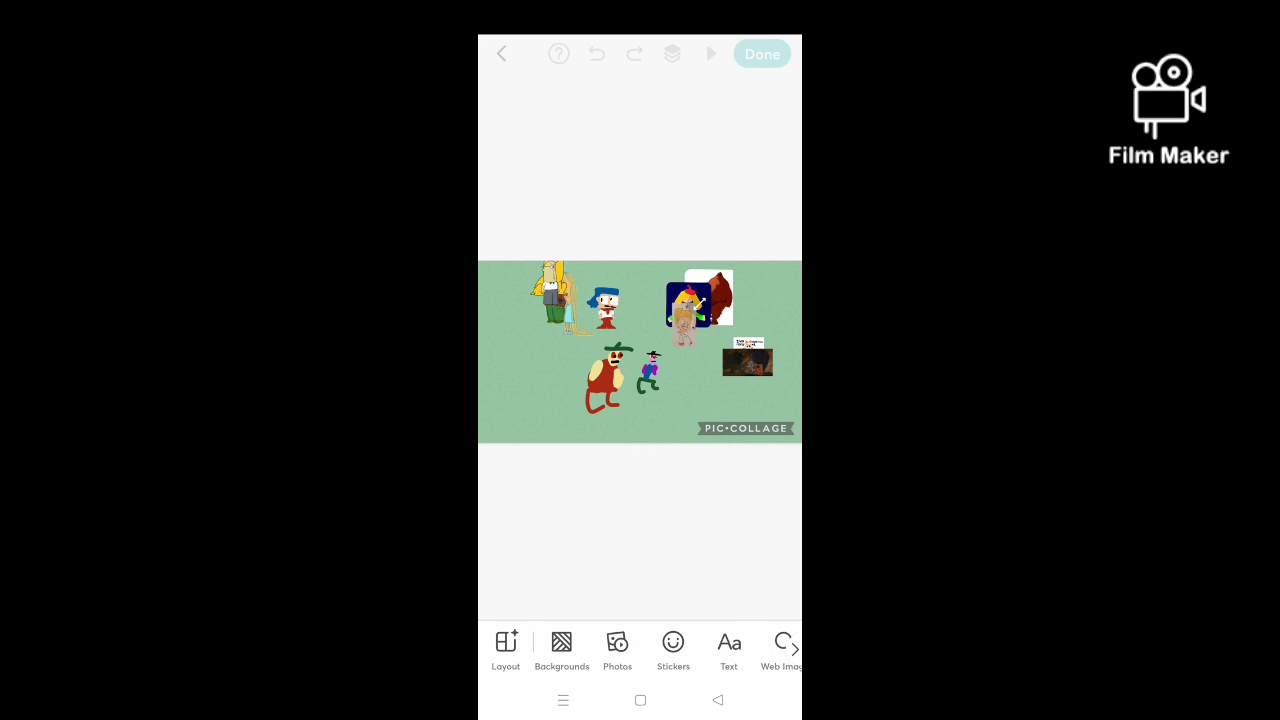 Done
Film Maker
PIC•COLLAGE
Layout
Backgrounds
Photos
Stickers
Aa
Text
Web Imag